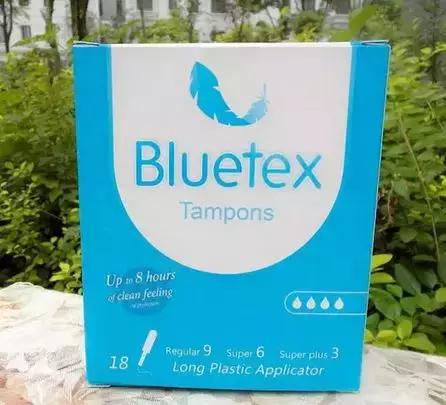 Bluetex
Tampons
Up to 8 hours
of clean feeling
Regular 9 Super 6 Super plus 3
18 Long Plastic Applicator